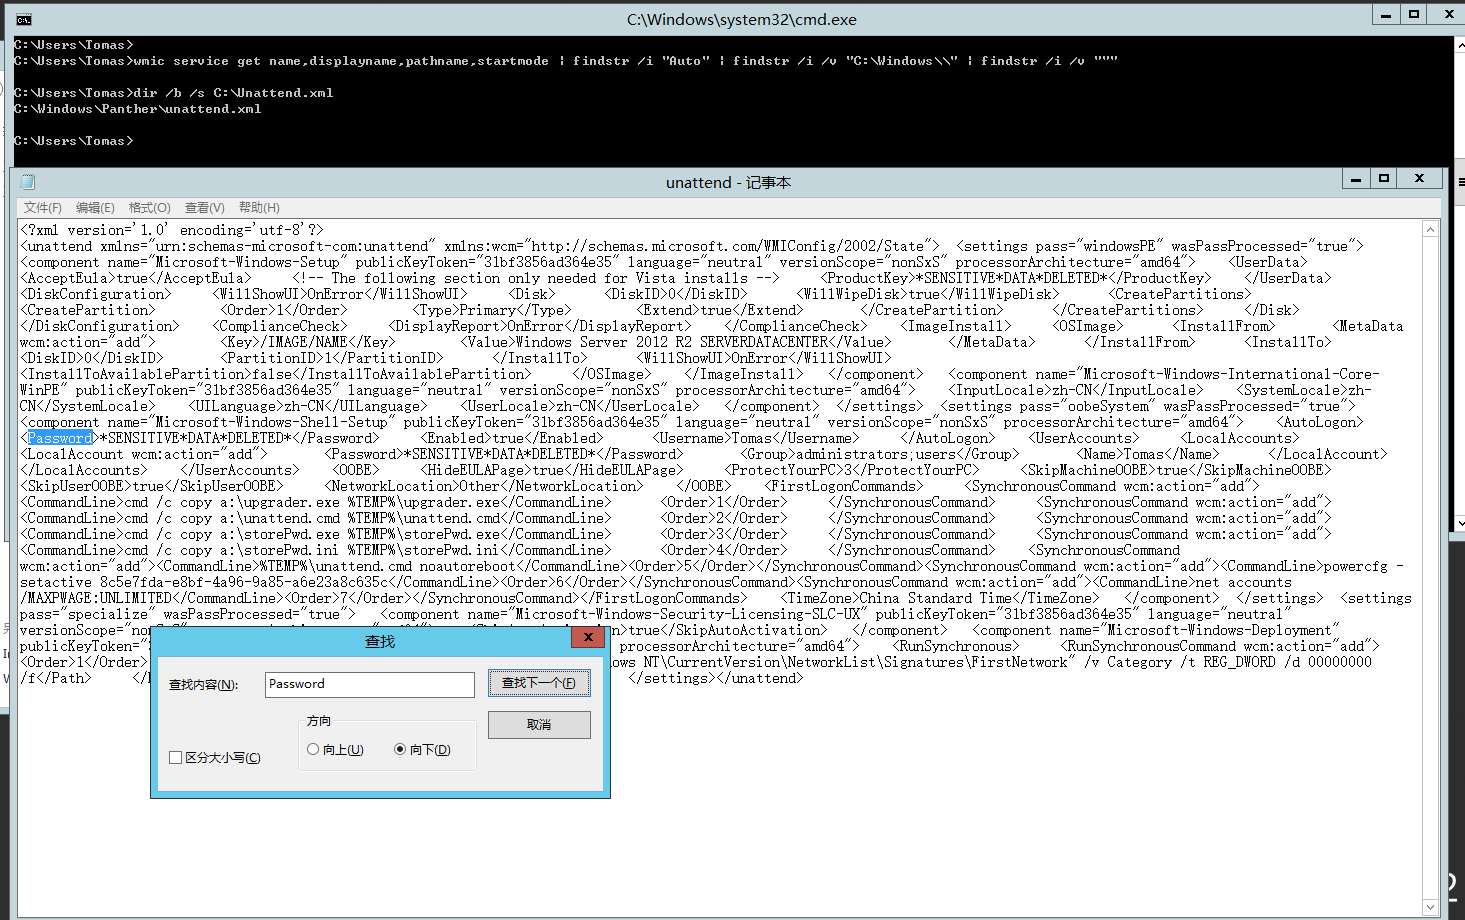 C:\Windows\system32\cmd.exe
C:\Users\Tomas>
C:\Users\Tomas>wmic service get name,displayname,pathname,startmode | findstr /i "Auto" | findstr /i /v "C:\Windows\\" | findstr /i /v """
C:\Users\Tomas>dir /b /s C:\Unattend.xml
C:\Windows\Panther\unattend.xml
C:\Users\Tomas>
unattend - 记事本
文件(F) 编辑(E) 格式(O) 查看(V) 帮助(H)
<?xml version='1.0' encoding='utf-8'?>
<unattend xmlns="urn:schemas-microsoft-com:unattend" xmlns:wcm="http://schemas.microsoft.com/WMIConfig/2002/State"> <settings pass="windowsPE" wasPassProcessed="true">
<component name="Microsoft-Windows-Setup" publicKeyToken="31bf3856ad364e35" language="neutral" versionScope="nonSxS" processorArchitecture="amd64"> <UserData>
<AcceptEula>true</AcceptEula> <!-- The following section only needed for Vista installs --> <ProductKey>*SENSITIVE*DATA*DELETED*</ProductKey> </UserData>
<DiskConfiguration> <WillShowUI>OnError</WillShowUI> <Disk> <DiskID>0</DiskID> <WillWipeDisk>true</WillWipeDisk> <CreatePartitions>
<CreatePartition> <Order>1</Order> <Type>Primary</Type> <Extend>true</Extend> </CreatePartition> </CreatePartitions> </Disk>
</DiskConfiguration> <ComplianceCheck> <DisplayReport>OnError</DisplayReport> </ComplianceCheck> <ImageInstall> <OSImage> <InstallFrom> <MetaData
wcm:action="add"> <Key>/IMAGE/NAME</Key> <Value>Windows Server 2012 R2 SERVERDATACENTER</Value> </MetaData> </InstallFrom> <InstallTo>
<DiskID>0</DiskID> <PartitionID>1</PartitionID> </InstallTo> <WillShowUI>OnError</WillShowUI>
<InstallToAvailablePartition>false</InstallToAvailablePartition> </OSImage> </ImageInstall> </component> <component name="Microsoft-Windows-International-Core-
WinPE" publicKeyToken="31bf3856ad364e35" language="neutral" versionScope="nonSxS" processorArchitecture="amd64"> <InputLocale>zh-CN</InputLocale> <SystemLocale>zh-
CN</SystemLocale> <UILanguage>zh-CN</UILanguage> <UserLocale>zh-CN</UserLocale> </component> </settings> <settings pass="oobeSystem" wasPassProcessed="true">
<component name="Microsoft-Windows-Shell-Setup" publicKeyToken="31bf3856ad364e35" language="neutral" versionScope="nonSxS" processorArchitecture="amd64"> <AutoLogon>
<Password>*SENSITIVE*DATA*DELETED*</Password> <Enabled>true</Enabled> <Username>Tomas</Username> </AutoLogon> <UserAccounts> <LocalAccounts>
<LocalAccount wcm:action="add"> <Password>*SENSITIVE*DATA*DELETED*</Password> <Group>administrators;users</Group> <Name>Tomas</Name> </LocalAccount>
</LocalAccounts> </UserAccounts> <OOBE> <HideEULAPage>true</HideEULAPage> <ProtectYourPC>3</ProtectYourPC> <SkipMachineOOBE>true</SkipMachineOOBE>
<SkipUserOOBE>true</SkipUserOOBE> <NetworkLocation>Other</NetworkLocation> </OOBE> <FirstLogonCommands> <SynchronousCommand wcm:action="add">
<CommandLine>cmd /c copy a:\upgrader.exe %TEMP%\upgrader.exe</CommandLine> <Order>1</Order> </SynchronousCommand> <SynchronousCommand wcm:action="add">
<CommandLine>cmd /c copy a:\unattend.cmd %TEMP%\unattend.cmd</CommandLine> <Order>2</Order> </SynchronousCommand> <SynchronousCommand wcm:action="add">
<CommandLine>cmd /c copy a:\storePwd.exe %TEMP%\storePwd.exe</CommandLine> <Order>3</Order> </SynchronousCommand> <SynchronousCommand wcm:action="add">
<CommandLine>cmd /c copy a:\storePwd.ini %TEMP%\storePwd.ini</CommandLine> <Order>4</Order> </SynchronousCommand> <SynchronousCommand
wcm:action="add"><CommandLine>%TEMP%\unattend.cmd noautoreboot</CommandLine><Order>5</Order></SynchronousCommand><SynchronousCommand wcm:action="add"><CommandLine>powercfg -
setactive 8c5e7fda-e8bf-4a96-9a85-a6e23a8c635c</CommandLine><Order>6</Order></SynchronousCommand><SynchronousCommand wcm:action="add"><CommandLine>net accounts
/MAXPWAGE:UNLIMITED</CommandLine><Order>7</Order></SynchronousCommand></FirstLogonCommands> <TimeZone>China Standard Time</TimeZone> </component> </settings> <settings
pass="specialize" wasPassProcessed="true"> <component name="Microsoft-Windows-Security-Licensing-SLC-UX" publicKeyToken="31bf3856ad364e35" language="neutral"
versionScope="non true</SkipAutoActivation> </component> <component name="Microsoft-Windows-Deployment"
publicKeyToken="3 processorArchitecture="amd64"> <RunSynchronous> <RunSynchronousCommand wcm:action="add">
<Order>1</Order> ows NT\CurrentVersion\NetworkList\Signatures\FirstNetwork" /v Category /t REG_DWORD /d 00000000
/f</Path> </settings></unattend>
查找
查找内容(N): Password 查找下一个(F)
方向 取消
区分大小写(C) 向上(U) 向下(D)